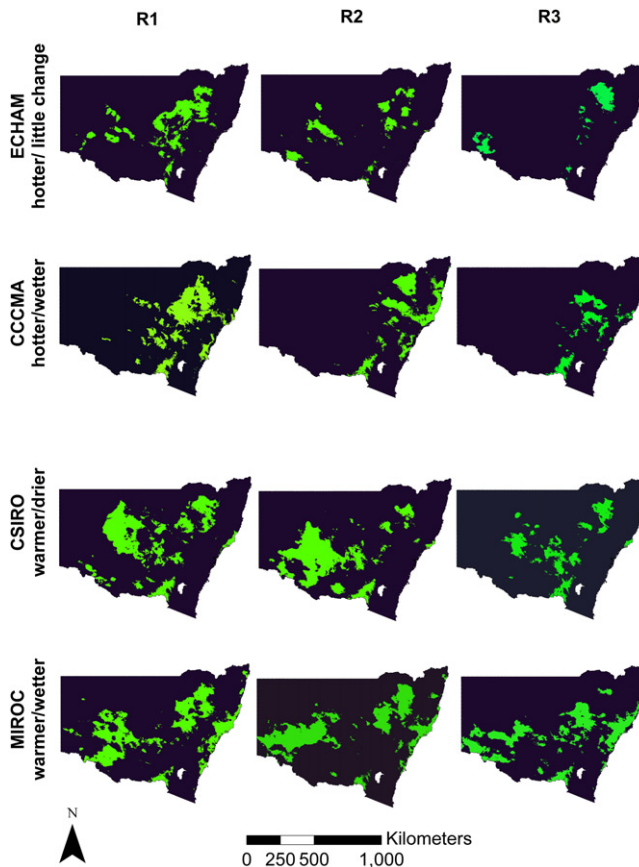 R1 R2 R3
ECHAM
hotter/ little change
CCCMA
hotter/wetter
CSIRO
warmer/drier
MIROC
warmer/wetter
N
Kilometers
0 250 500 1,000